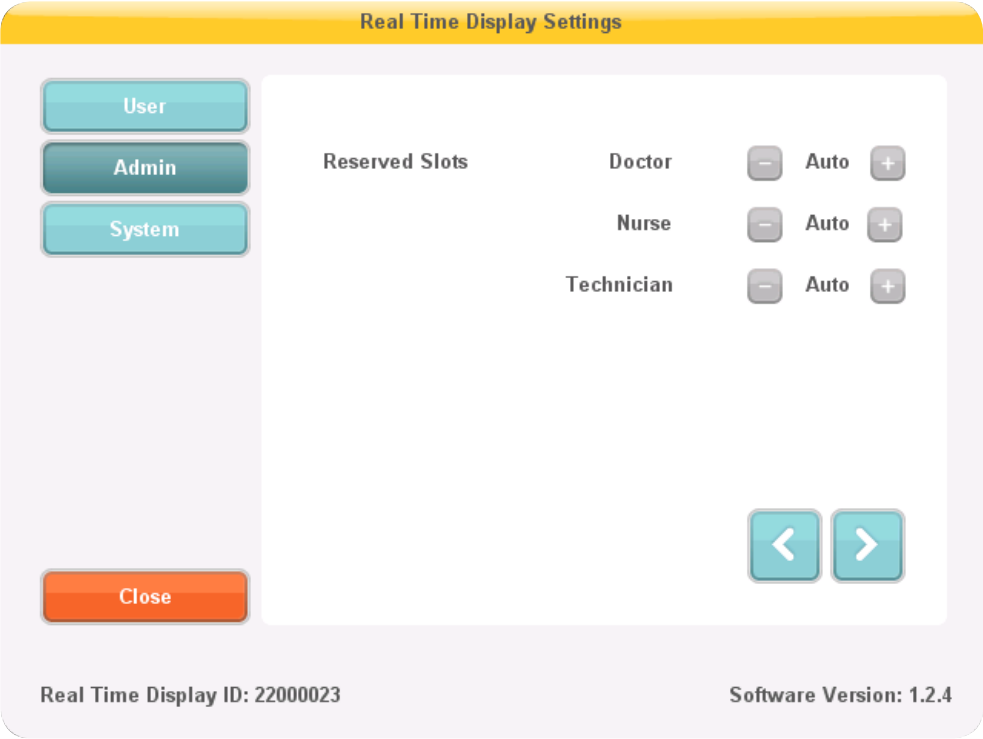 Real Time Display Settings
User
Admin
System
Reserved Slots Doctor - Auto +
Nurse - Auto +
Technician - Auto +
Close
Real Time Display ID: 22000023 Software Version: 1.2.4